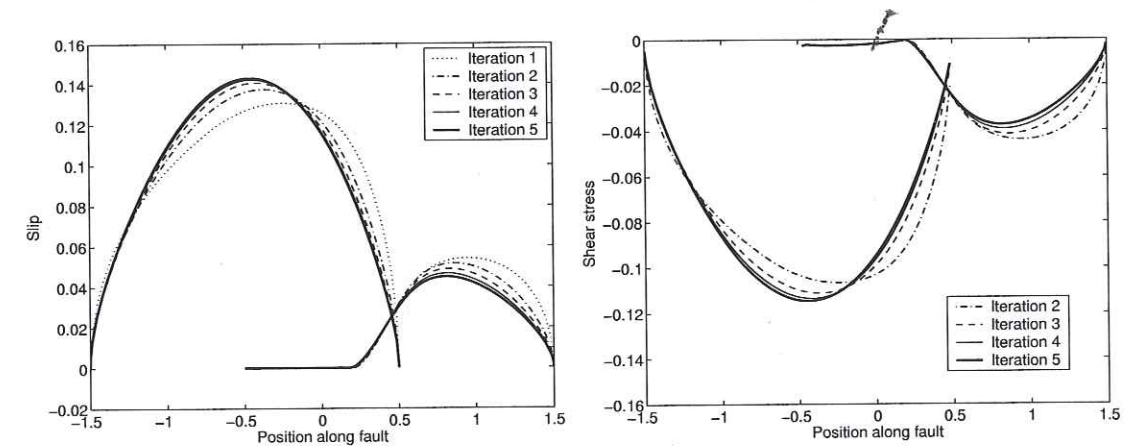 0.16
0.14
0.12
0.10
0.08
0.06
0.04
0.02
0
−0.02
−1.5
−1
−0.5
0
0.5
1
1.5
Slip
Position along fault
Iteration 1
Iteration 2
Iteration 3
Iteration 4
Iteration 5
0
−0.02
−0.04
−0.06
−0.08
−0.1
−0.12
−0.14
−0.16
−1.5
−1
−0.5
0
0.5
1
1.5
Shear stress
Position along fault
Iteration 2
Iteration 3
Iteration 4
Iteration 5